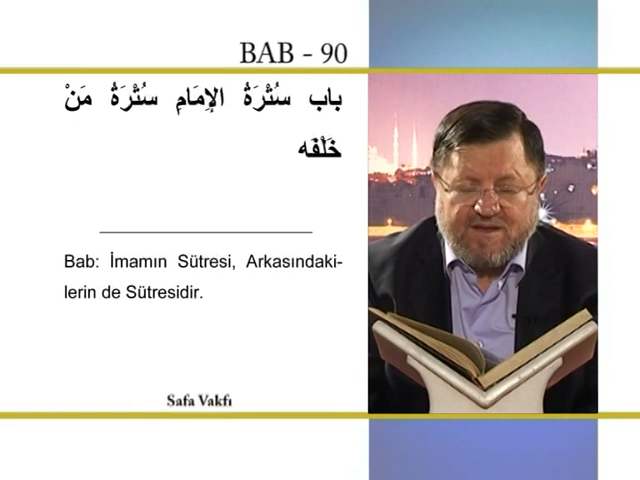 BAB - 90
باب سُتْرَةُ الإِمَامِ سُتْرَةُ مَنْ
خَلْفَه
Bab: İmamın Sütresi, Arkasındaki-
lerin de Sütresidir.
Safa Vakfı